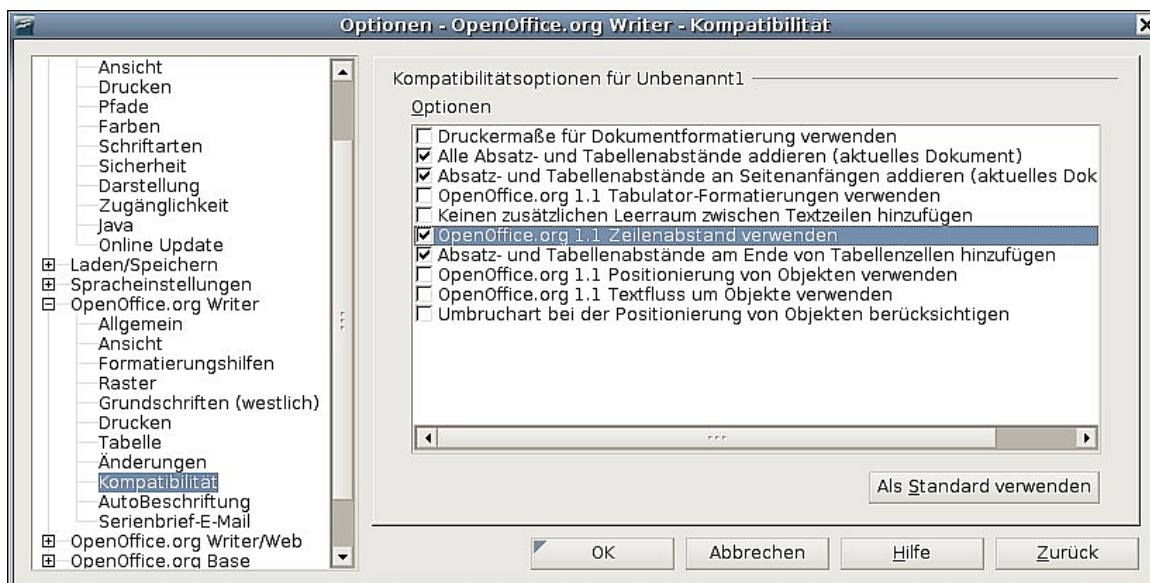 Optionen - OpenOffice.org Writer - Kompatibilität
Ansicht
Drucken
Pfade
Farben
Schriftarten
Sicherheit
Darstellung
Zugänglichkeit
Java
Online Update
Laden/Speichern
Spracheinstellungen
OpenOffice.org Writer
Allgemein
Ansicht
Formatierungshilfen
Raster
Grundschriften (westlich)
Drucken
Tabelle
Änderungen
Kompatibilität
AutoBeschriftung
Serienbrief-E-Mail
OpenOffice.org Writer/Web
OpenOffice.org Base
Kompatibilitätsoptionen für Unbenannt1
Optionen
Druckermaße für Dokumentformatierung verwenden
Alle Absatz- und Tabellenabstände addieren (aktuelles Dokument)
Absatz- und Tabellenabstände an Seitenanfängen addieren (aktuelles Dok
OpenOffice.org 1.1 Tabulator-Formatierungen verwenden
Keinen zusätzlichen Leerraum zwischen Textzeilen hinzufügen
OpenOffice.org 1.1 Zeilenabstand verwenden
Absatz- und Tabellenabstände am Ende von Tabellenzellen hinzufügen
OpenOffice.org 1.1 Positionierung von Objekten verwenden
OpenOffice.org 1.1 Textfluss um Objekte verwenden
Umbruchart bei der Positionierung von Objekten berücksichtigen
Als Standard verwenden
OK Abbrechen Hilfe Zurück